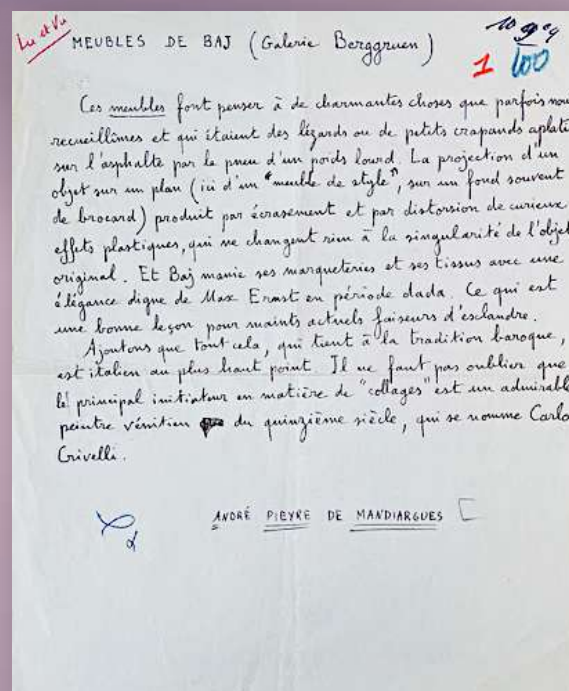 Lu et Vu
MEUBLES DE BAJ (Galerie Berggruen)
10
1 100
Ces meubles font penser à de charmantes choses que parfois nou
recueillîmes et qui étaient des lézards ou de petits crapauds aplati
sur l'asphalte par le pneu d'un poids lourd. La projection d'un
objet sur un plan (ici d'un "meuble de style", sur un fond souvent
de brocard) produit par écrasement et par distorsion de curieux
effets plastiques, qui ne changent rien à la singularité de l'objet
original. Et Baj manie ses marqueteries et ses tissus avec une
élégance digne de Max Ernst en période dada. Ce qui est
une bonne leçon pour maints actuels faiseurs d'esclandre.
Ajoutons que tout cela, qui tient à la tradition baroque,
est italien au plus haut point. Il ne faut pas oublier que
le principal initiateur en matière de "collages" est un admirable
peintre vénitien du quinzième siècle, qui se nomme Carlo
Crivelli.
ANDRÉ PIEYRE DE MANDIARGUES